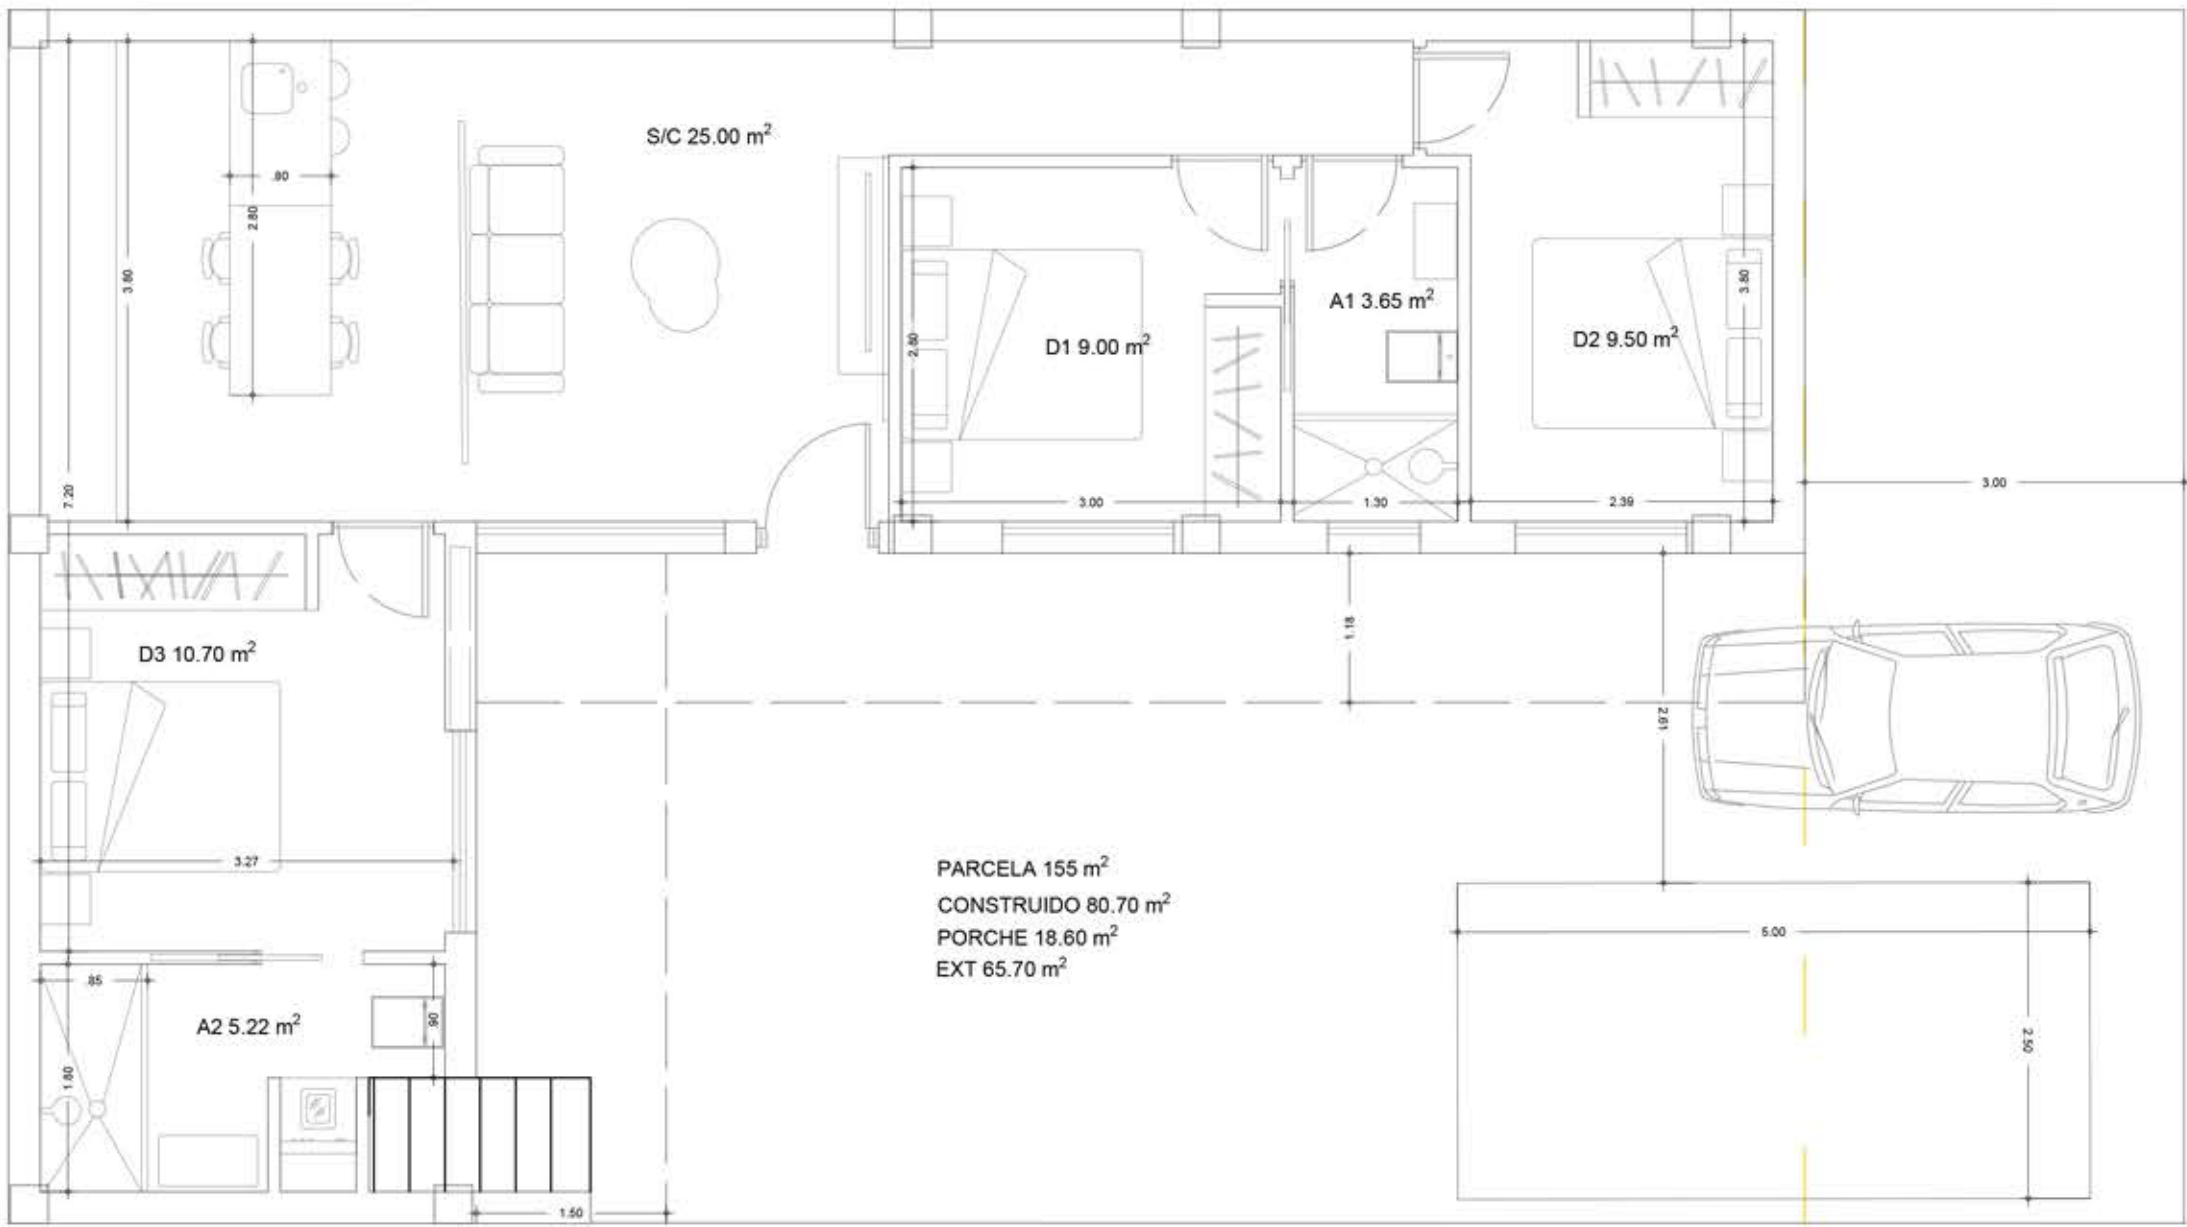 S/C 25.00 m²
.80
2.80
3.80
7.20
2.80
D1 9.00 m²
A1 3.65 m²
D2 9.50 m²
3.80
3.00
1.30
2.39
3.00
1.18
2.61
D3 10.70 m²
3.27
PARCELA 155 m²
CONSTRUIDO 80.70 m²
PORCHE 18.60 m²
EXT 65.70 m²
5.00
2.50
.85
A2 5.22 m²
.90
1.80
1.50